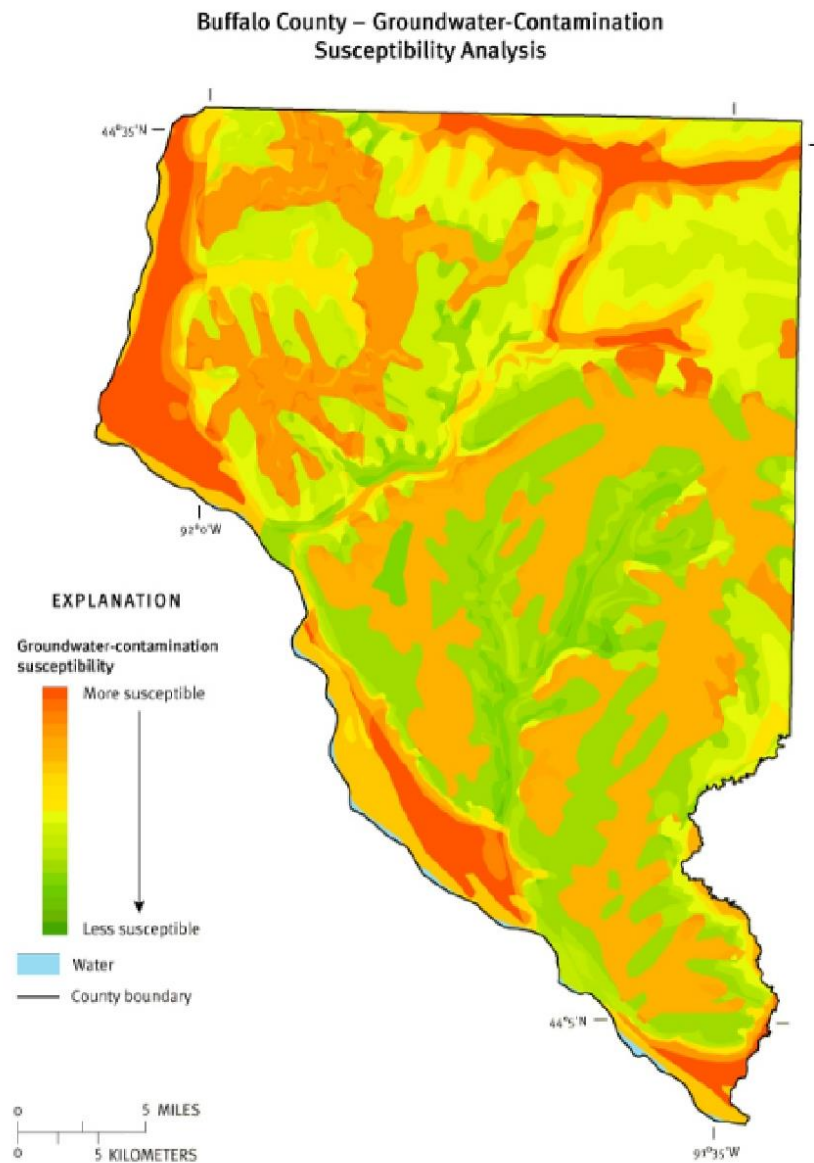 Buffalo County – Groundwater-Contamination
Susceptibility Analysis
44°35'N
92°0'W
EXPLANATION
Groundwater-contamination
susceptibility
More susceptible
Less susceptible
Water
County boundary
44°5'N
0 5 MILES
0 5 KILOMETERS
91°35'W